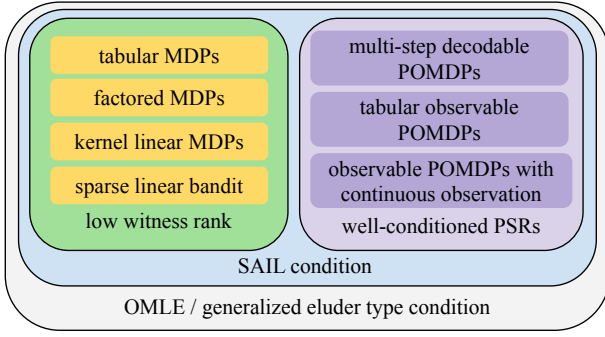 tabular MDPs
factored MDPs
kernel linear MDPs
sparse linear bandit
low witness rank
multi-step decodable
POMDPs
tabular observable
POMDPs
observable POMDPs with
continuous observation
well-conditioned PSRs
SAIL condition
OMLE / generalized eluder type condition